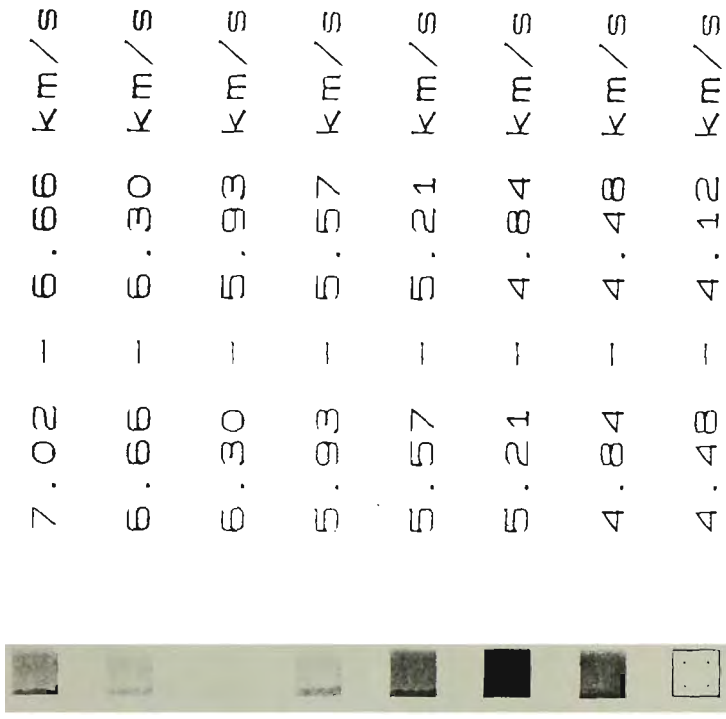 7.02 - 6.66 km/s
6.66 - 6.30 km/s
6.30 - 5.93 km/s
5.93 - 5.57 km/s
5.57 - 5.21 km/s
5.21 - 4.84 km/s
4.84 - 4.48 km/s
4.48 - 4.12 km/s